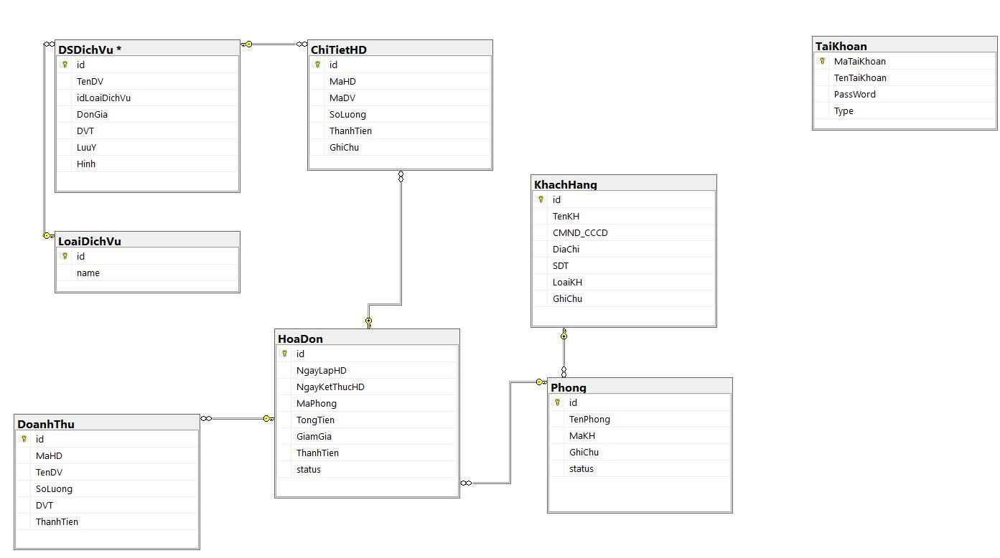 DSDichVu *
id
TenDV
idLoaiDichVu
DonGia
DVT
LuuY
Hinh
ChiTietHD
id
MaHD
MaDV
SoLuong
ThanhTien
GhiChu
TaiKhoan
MaTaiKhoan
TenTaiKhoan
PassWord
Type
LoaiDichVu
id
name
KhachHang
id
TenKH
CMND_CCCD
DiaChi
SDT
LoaiKH
GhiChu
HoaDon
id
NgayLapHD
NgayKetThucHD
MaPhong
TongTien
GiamGia
ThanhTien
status
Phong
id
TenPhong
MaKH
GhiChu
status
DoanhThu
id
MaHD
TenDV
SoLuong
DVT
ThanhTien